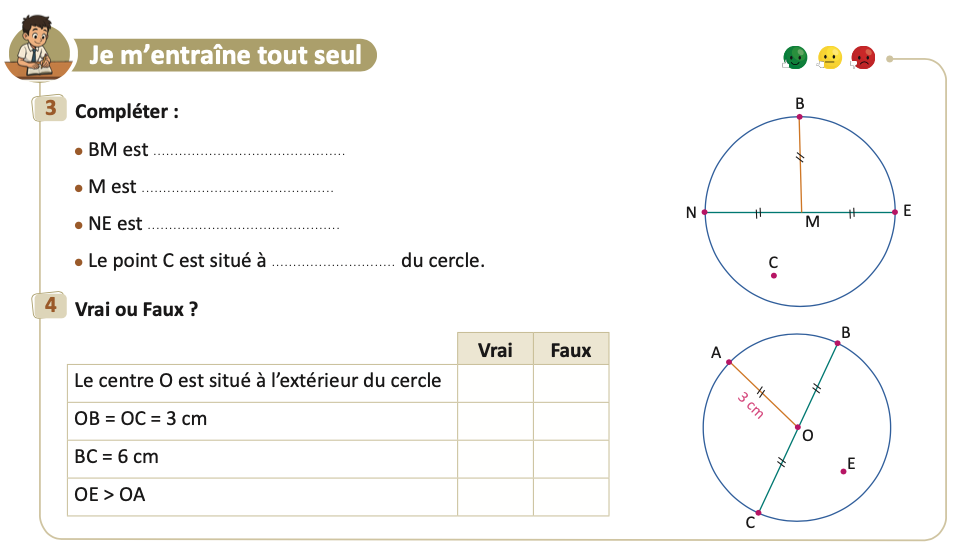 Je m’entraîne tout seul
3 Compléter :
• BM est .............................................
• M est .............................................
NE est .............................................
• Le point C est situé à ............................. du cercle.
B
N
M
E
C
4 Vrai ou Faux ?
Vrai Faux
Le centre O est situé à l’extérieur du cercle
OB = OC = 3 cm
BC = 6 cm
OE > OA
A
B
3 cm
O
E
C